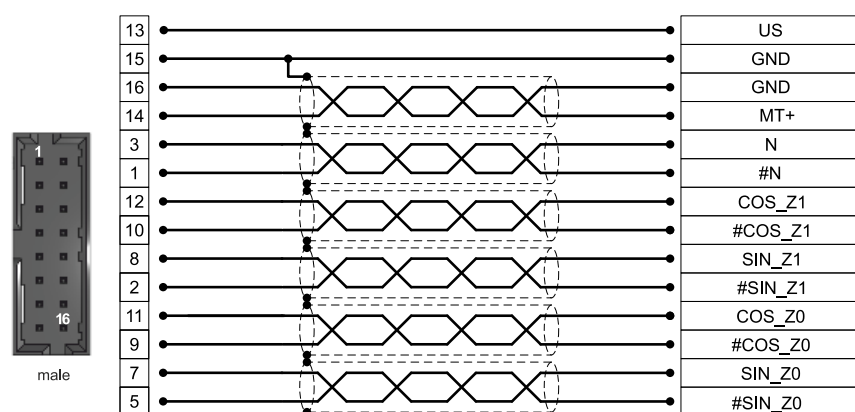 13 US
15 GND
16 GND
14 MT+
3 N
1 #N
12 COS_Z1
10 #COS_Z1
8 SIN_Z1
2 #SIN_Z1
11 COS_Z0
9 #COS_Z0
7 SIN_Z0
5 #SIN_Z0
1
16
male